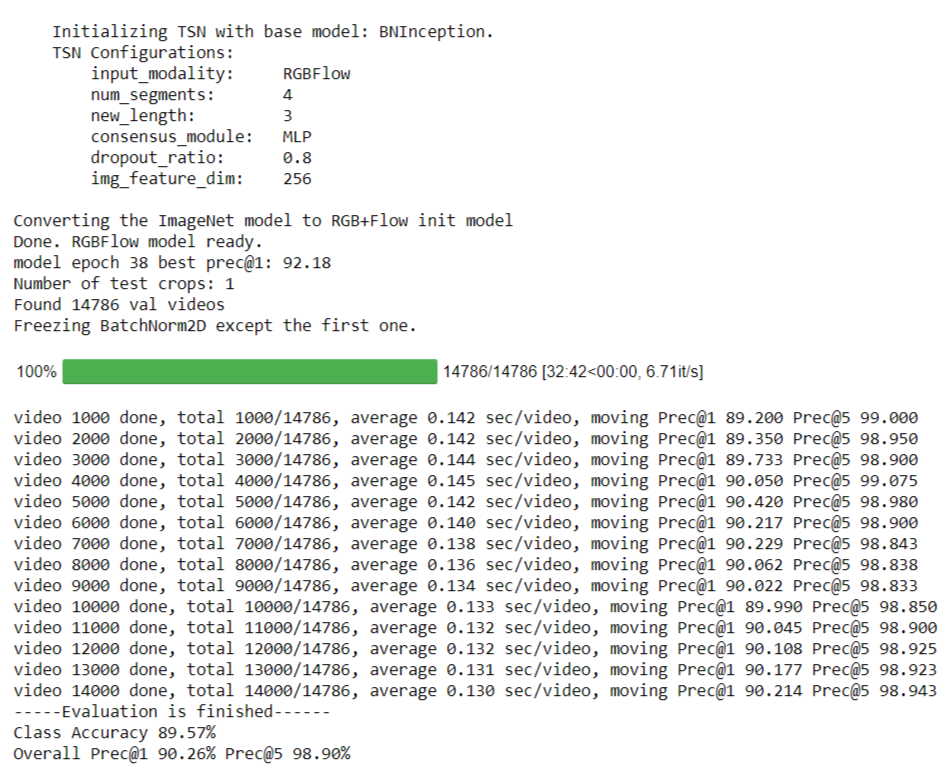 Initializing TSN with base model: BNInception.
TSN Configurations:
input_modality: RGBFlow
num_segments: 4
new_length: 3
consensus_module: MLP
dropout_ratio: 0.8
img_feature_dim: 256
Converting the ImageNet model to RGB+Flow init model
Done. RGBFlow model ready.
model epoch 38 best prec@1: 92.18
Number of test crops: 1
Found 14786 val videos
Freezing BatchNorm2D except the first one.
100% 14786/14786 [32:42<00:00, 6.71it/s]
video 1000 done, total 1000/14786, average 0.142 sec/video, moving Prec@1 89.200 Prec@5 99.000
video 2000 done, total 2000/14786, average 0.142 sec/video, moving Prec@1 89.350 Prec@5 98.950
video 3000 done, total 3000/14786, average 0.144 sec/video, moving Prec@1 89.733 Prec@5 98.900
video 4000 done, total 4000/14786, average 0.145 sec/video, moving Prec@1 90.050 Prec@5 99.075
video 5000 done, total 5000/14786, average 0.142 sec/video, moving Prec@1 90.420 Prec@5 98.980
video 6000 done, total 6000/14786, average 0.140 sec/video, moving Prec@1 90.217 Prec@5 98.900
video 7000 done, total 7000/14786, average 0.138 sec/video, moving Prec@1 90.229 Prec@5 98.843
video 8000 done, total 8000/14786, average 0.136 sec/video, moving Prec@1 90.062 Prec@5 98.838
video 9000 done, total 9000/14786, average 0.134 sec/video, moving Prec@1 90.022 Prec@5 98.833
video 10000 done, total 10000/14786, average 0.133 sec/video, moving Prec@1 89.990 Prec@5 98.850
video 11000 done, total 11000/14786, average 0.132 sec/video, moving Prec@1 90.045 Prec@5 98.900
video 12000 done, total 12000/14786, average 0.132 sec/video, moving Prec@1 90.108 Prec@5 98.925
video 13000 done, total 13000/14786, average 0.131 sec/video, moving Prec@1 90.177 Prec@5 98.923
video 14000 done, total 14000/14786, average 0.130 sec/video, moving Prec@1 90.214 Prec@5 98.943
-----Evaluation is finished------
Class Accuracy 89.57%
Overall Prec@1 90.26% Prec@5 98.90%